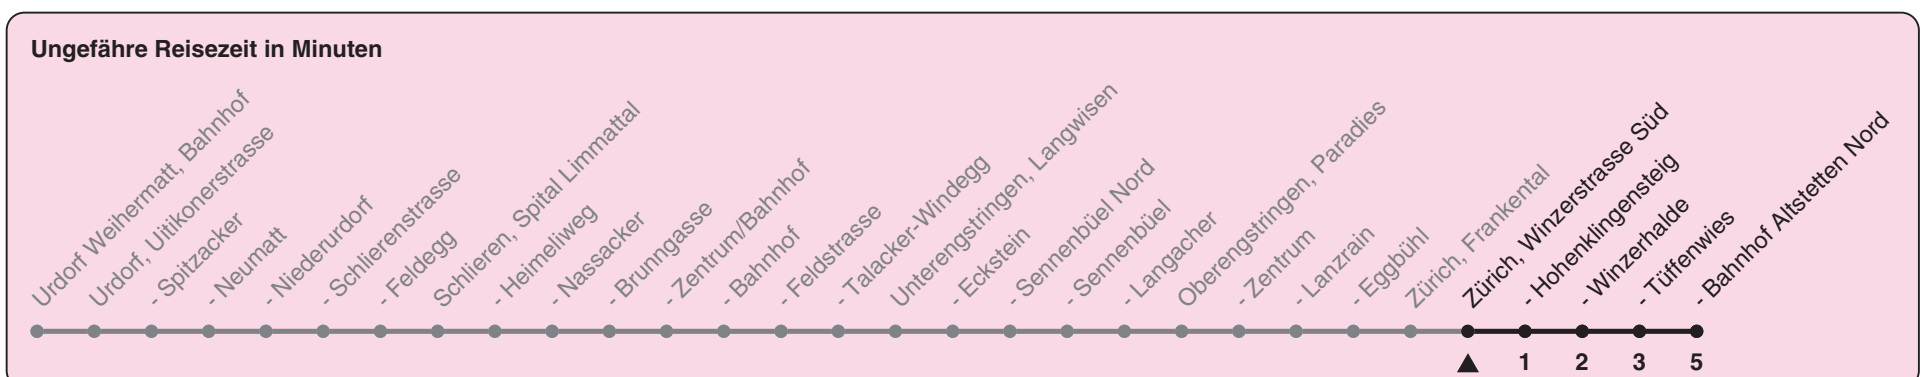 Ungefähre Reisezeit in Minuten
Urdorf Weihermatt, Bahnhof
Urdorf, Uitikonerstrasse
- Spitzacker
- Neumatt
- Niederurdorf
- Schlierenstrasse
- Feldegg
Schlieren, Spital Limmattal
- Heimeliweg
- Nassacker
- Brunngasse
- Zentrum/Bahnhof
- Bahnhof
- Feldstrasse
- Talacker-Windegg
Unterengstringen, Langwisen
- Eckstein
- Sennenbüel Nord
- Sennenbüel
- Langacher
Oberengstringen, Paradies
- Zentrum
- Lanzrain
- Eggbühl
Zürich, Frankental
Zürich, Winzerstrasse Süd
- Hohenklingensteig
- Winzerhalde
- Tüffenwies
- Bahnhof Altstetten Nord
1 2 3 5